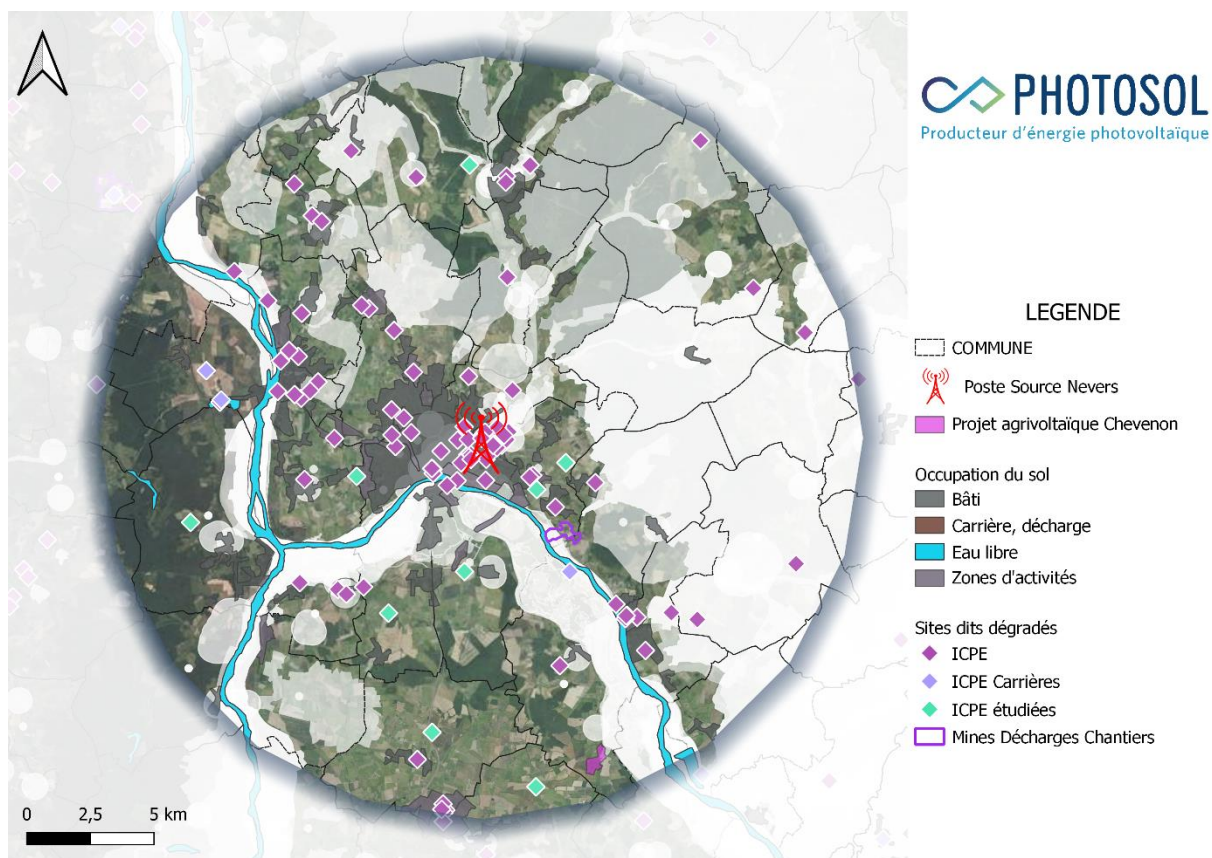 PHOTOSOL
Producteur d'énergie photovoltaïque
LEGENDE
COMMUNE
Poste Source Nevers
Projet agrivoltaïque Chevenon
Occupation du sol
Bâti
Carrière, décharge
Eau libre
Zones d'activités
Sites dits dégradés
ICPE
ICPE Carrières
ICPE étudiées
Mines Décharges Chantiers
0 2,5 5 km